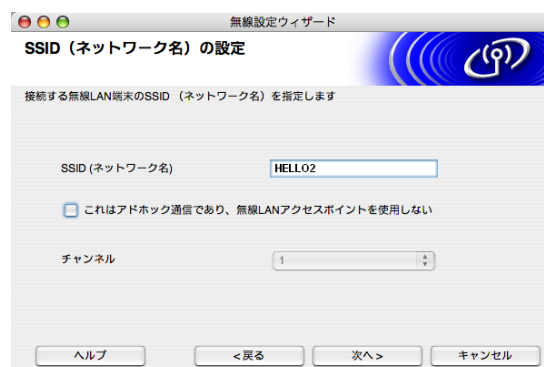 無線設定ウィザード
SSID（ネットワーク名）の設定
接続する無線LAN端末のSSID （ネットワーク名）を指定します
SSID (ネットワーク名)
HELLO2
これはアドホック通信であり、無線LANアクセスポイントを使用しない
チャンネル
1
ヘルプ
<戻る
次へ>
キャンセル